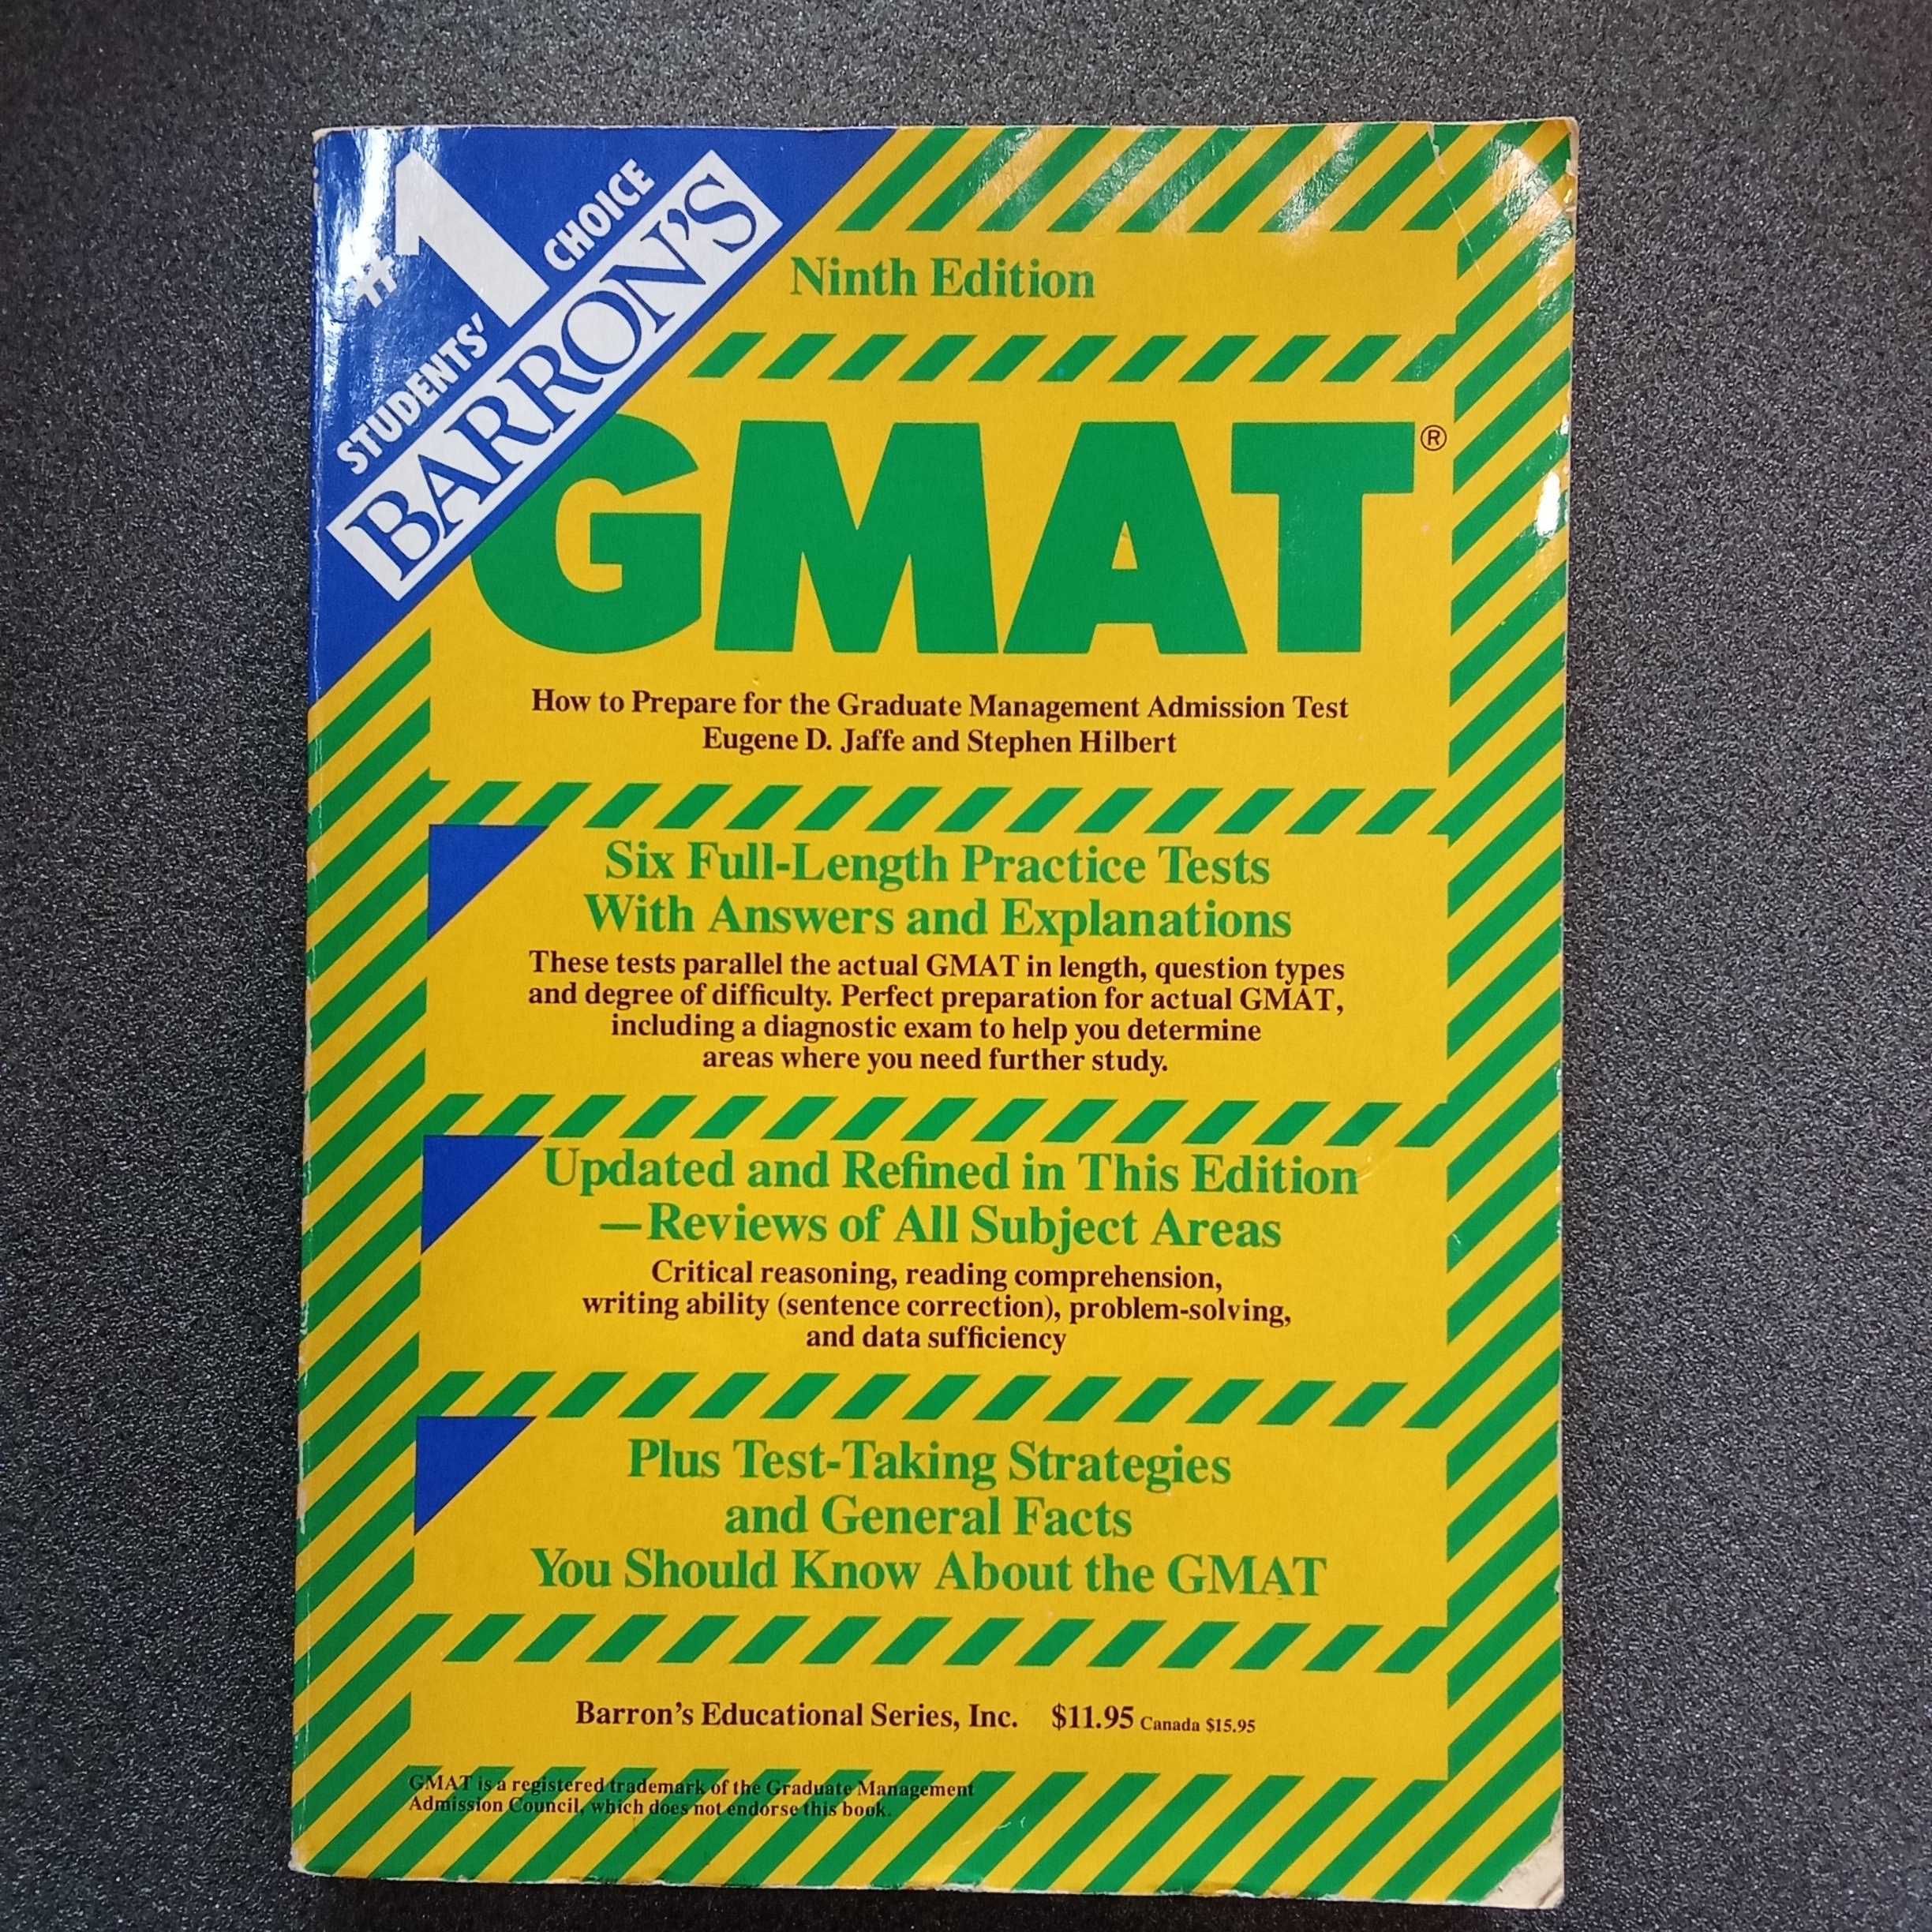 #1
STUDENTS' CHOICE
BARRON'S
Ninth Edition
GMAT®
How to Prepare for the Graduate Management Admission Test
Eugene D. Jaffe and Stephen Hilbert
Six Full-Length Practice Tests
With Answers and Explanations
These tests parallel the actual GMAT in length, question types
and degree of difficulty. Perfect preparation for actual GMAT,
including a diagnostic exam to help you determine
areas where you need further study.
Updated and Refined in This Edition
—Reviews of All Subject Areas
Critical reasoning, reading comprehension,
writing ability (sentence correction), problem-solving,
and data sufficiency
Plus Test-Taking Strategies
and General Facts
You Should Know About the GMAT
Barron's Educational Series, Inc. $11.95 Canada $15.95
GMAT is a registered trademark of the Graduate Management
Admission Council, which does not endorse this book.